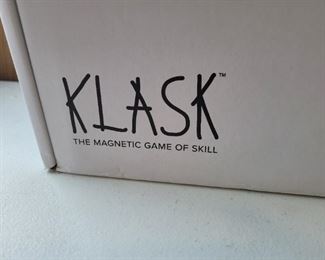 KLASK™
THE MAGNETIC GAME OF SKILL